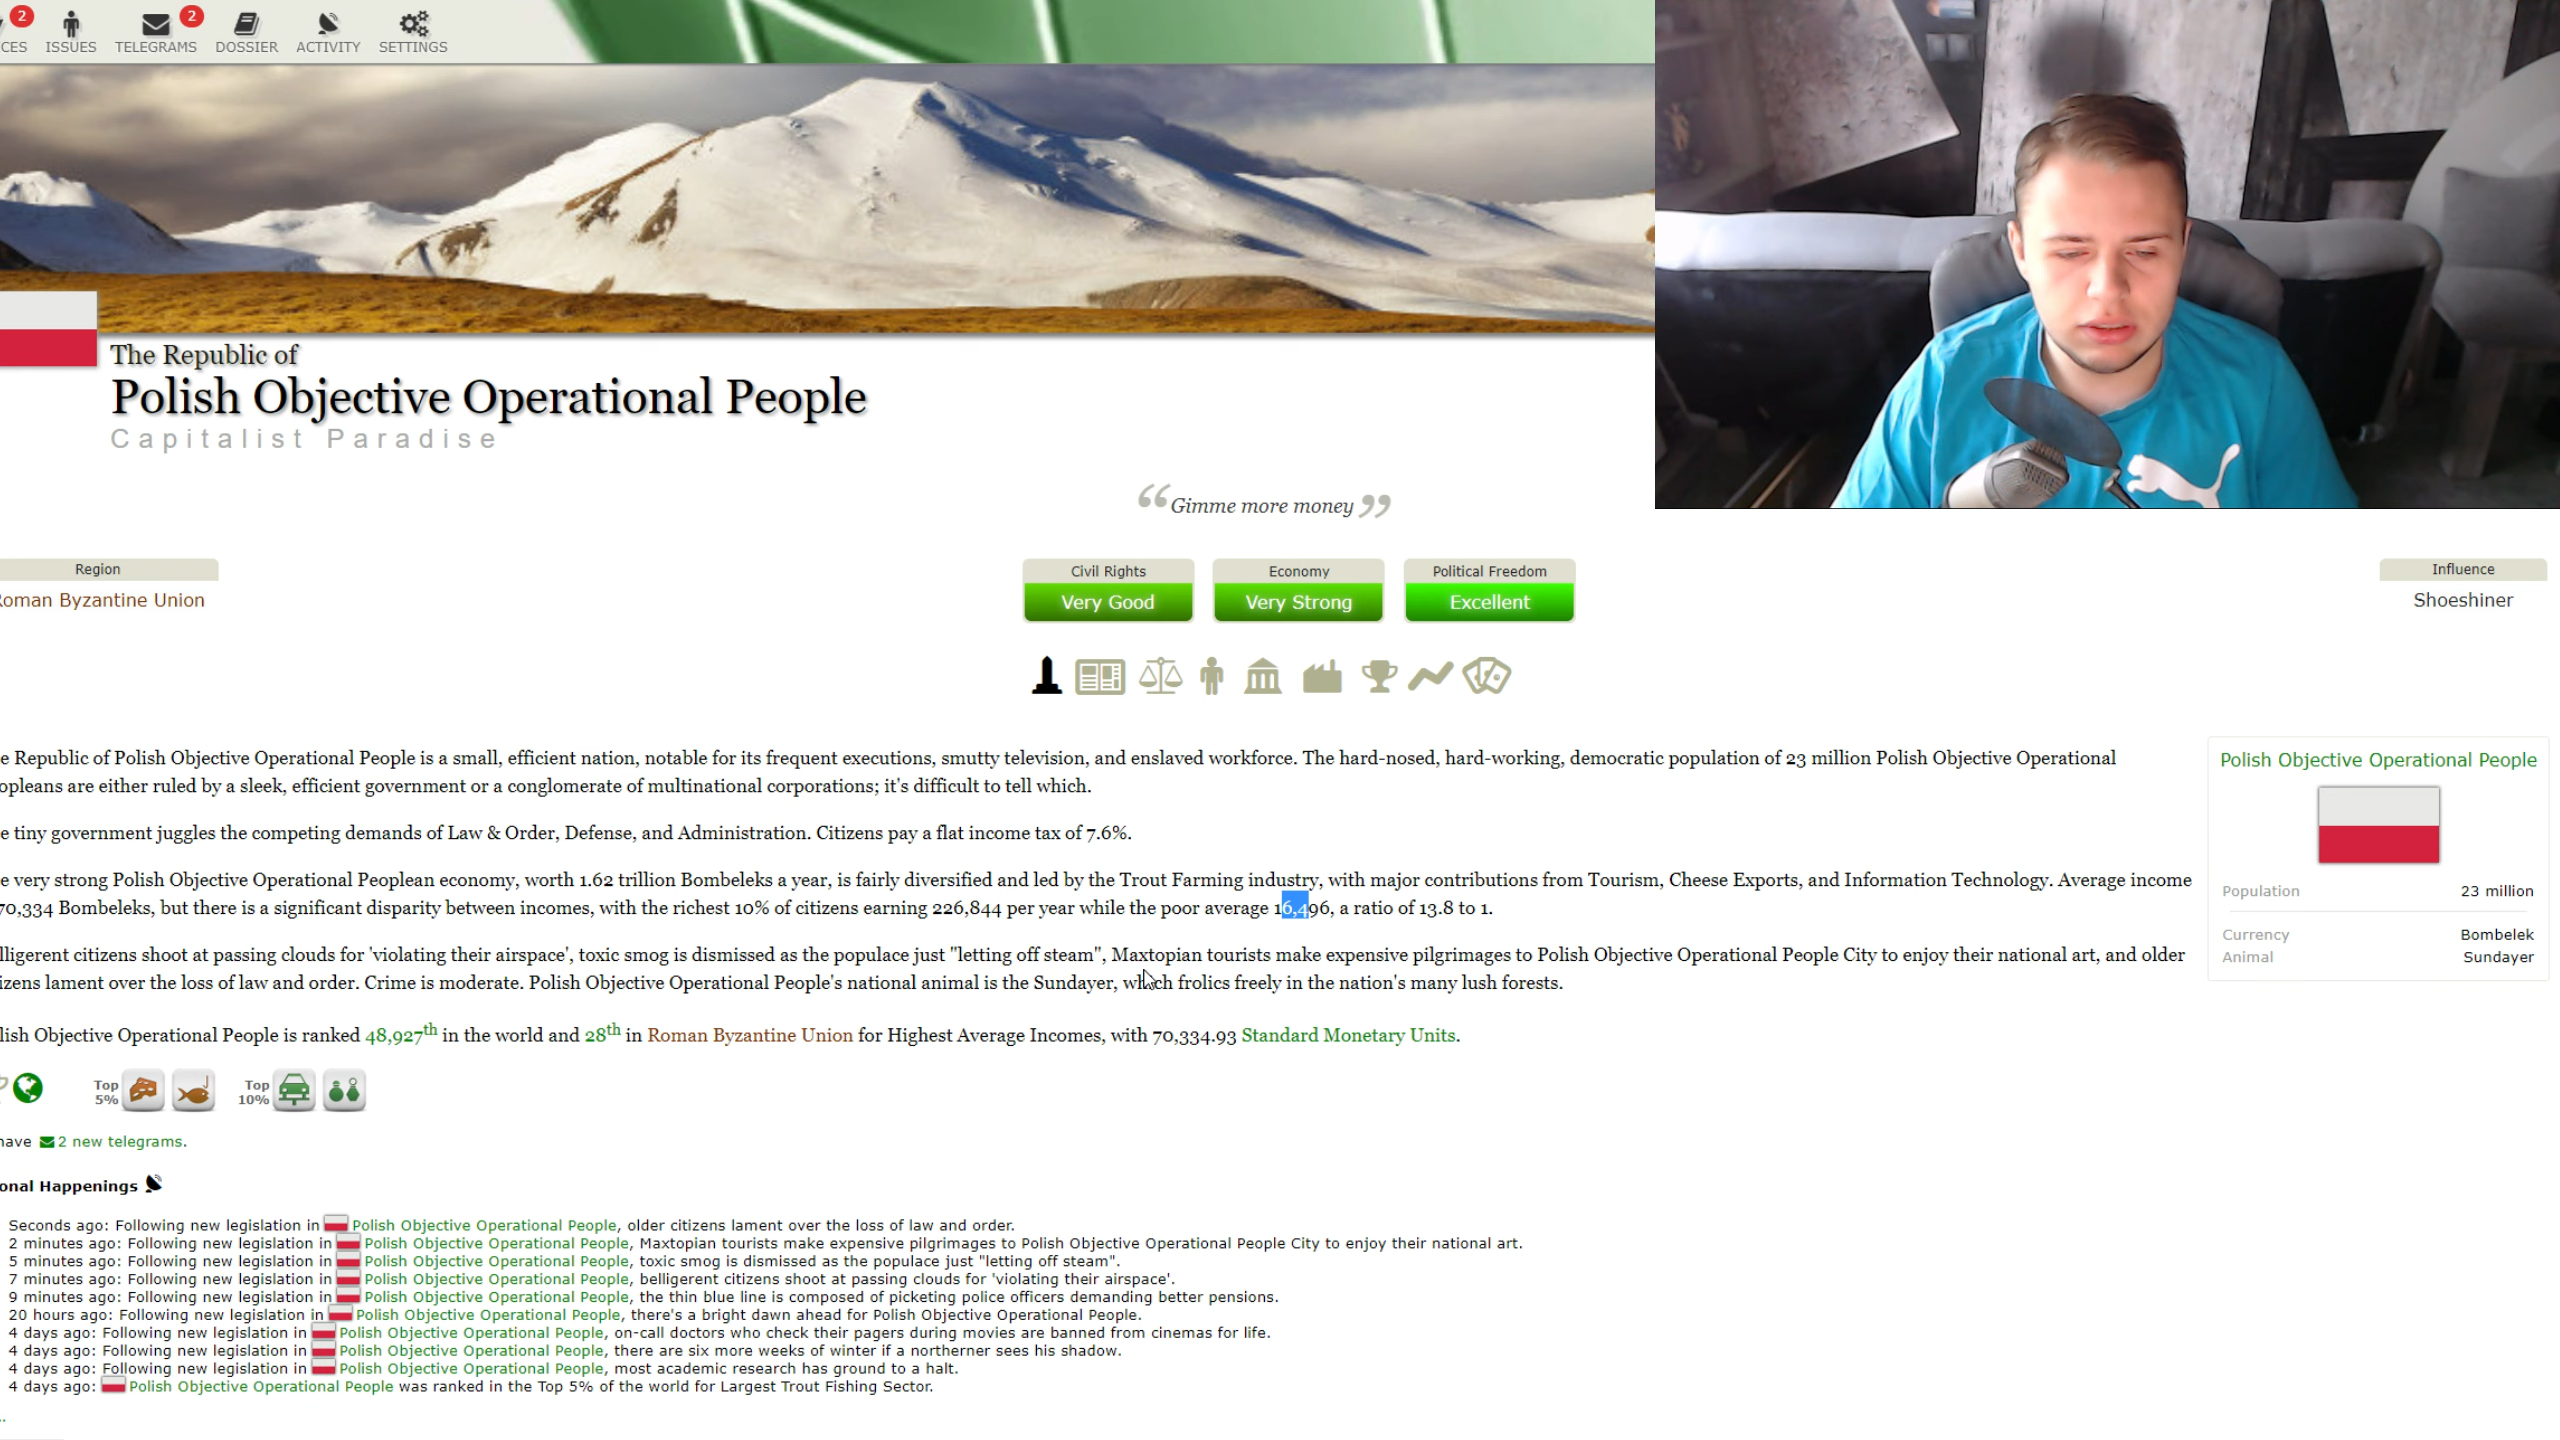 2 2
CES ISSUES TELEGRAMS DOSSIER ACTIVITY SETTINGS
The Republic of
Polish Objective Operational People
Capitalist Paradise
“Gimme more money”
Region Civil Rights Economy Political Freedom Influence
Roman Byzantine Union Very Good Very Strong Excellent Shoeshiner
e Republic of Polish Objective Operational People is a small, efficient nation, notable for its frequent executions, smutty television, and enslaved workforce. The hard-nosed, hard-working, democratic population of 23 million Polish Objective Operational
opleans are either ruled by a sleek, efficient government or a conglomerate of multinational corporations; it's difficult to tell which.
e tiny government juggles the competing demands of Law & Order, Defense, and Administration. Citizens pay a flat income tax of 7.6%.
e very strong Polish Objective Operational Peoplean economy, worth 1.62 trillion Bombeleks a year, is fairly diversified and led by the Trout Farming industry, with major contributions from Tourism, Cheese Exports, and Information Technology. Average income
70,334 Bombeleks, but there is a significant disparity between incomes, with the richest 10% of citizens earning 226,844 per year while the poor average 16,496, a ratio of 13.8 to 1.
lligerent citizens shoot at passing clouds for 'violating their airspace', toxic smog is dismissed as the populace just "letting off steam", Maxtopian tourists make expensive pilgrimages to Polish Objective Operational People City to enjoy their national art, and older
izens lament over the loss of law and order. Crime is moderate. Polish Objective Operational People's national animal is the Sundayer, which frolics freely in the nation's many lush forests.
lish Objective Operational People is ranked 48,927th in the world and 28th in Roman Byzantine Union for Highest Average Incomes, with 70,334.93 Standard Monetary Units.
Polish Objective Operational People
Population 23 million
Currency Bombelek
Animal Sundayer
Top 5% Top 10%
have 2 new telegrams.
onal Happenings
Seconds ago: Following new legislation in Polish Objective Operational People, older citizens lament over the loss of law and order.
2 minutes ago: Following new legislation in Polish Objective Operational People, Maxtopian tourists make expensive pilgrimages to Polish Objective Operational People City to enjoy their national art.
5 minutes ago: Following new legislation in Polish Objective Operational People, toxic smog is dismissed as the populace just "letting off steam".
7 minutes ago: Following new legislation in Polish Objective Operational People, belligerent citizens shoot at passing clouds for 'violating their airspace'.
9 minutes ago: Following new legislation in Polish Objective Operational People, the thin blue line is composed of picketing police officers demanding better pensions.
20 hours ago: Following new legislation in Polish Objective Operational People, there's a bright dawn ahead for Polish Objective Operational People.
4 days ago: Following new legislation in Polish Objective Operational People, on-call doctors who check their pagers during movies are banned from cinemas for life.
4 days ago: Following new legislation in Polish Objective Operational People, there are six more weeks of winter if a northerner sees his shadow.
4 days ago: Following new legislation in Polish Objective Operational People, most academic research has ground to a halt.
4 days ago: Polish Objective Operational People was ranked in the Top 5% of the world for Largest Trout Fishing Sector.